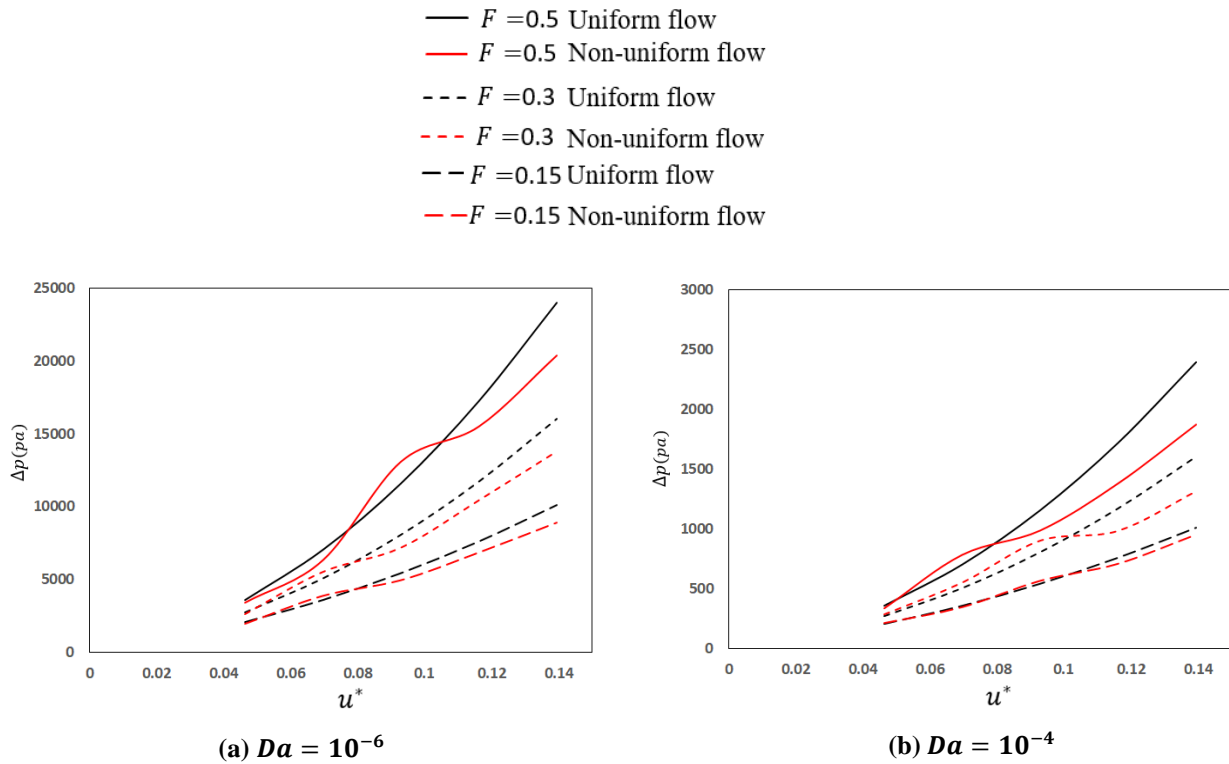 F =0.5 Uniform flow
F =0.5 Non-uniform flow
F =0.3 Uniform flow
F =0.3 Non-uniform flow
F =0.15 Uniform flow
F =0.15 Non-uniform flow
25000
20000
15000
10000
5000
0
Δp(pa)
0 0.02 0.04 0.06 0.08 0.1 0.12 0.14
u*
(a) Da = 10⁻⁶
3000
2500
2000
1500
1000
500
0
Δp(pa)
0 0.02 0.04 0.06 0.08 0.1 0.12 0.14
u*
(b) Da = 10⁻⁴